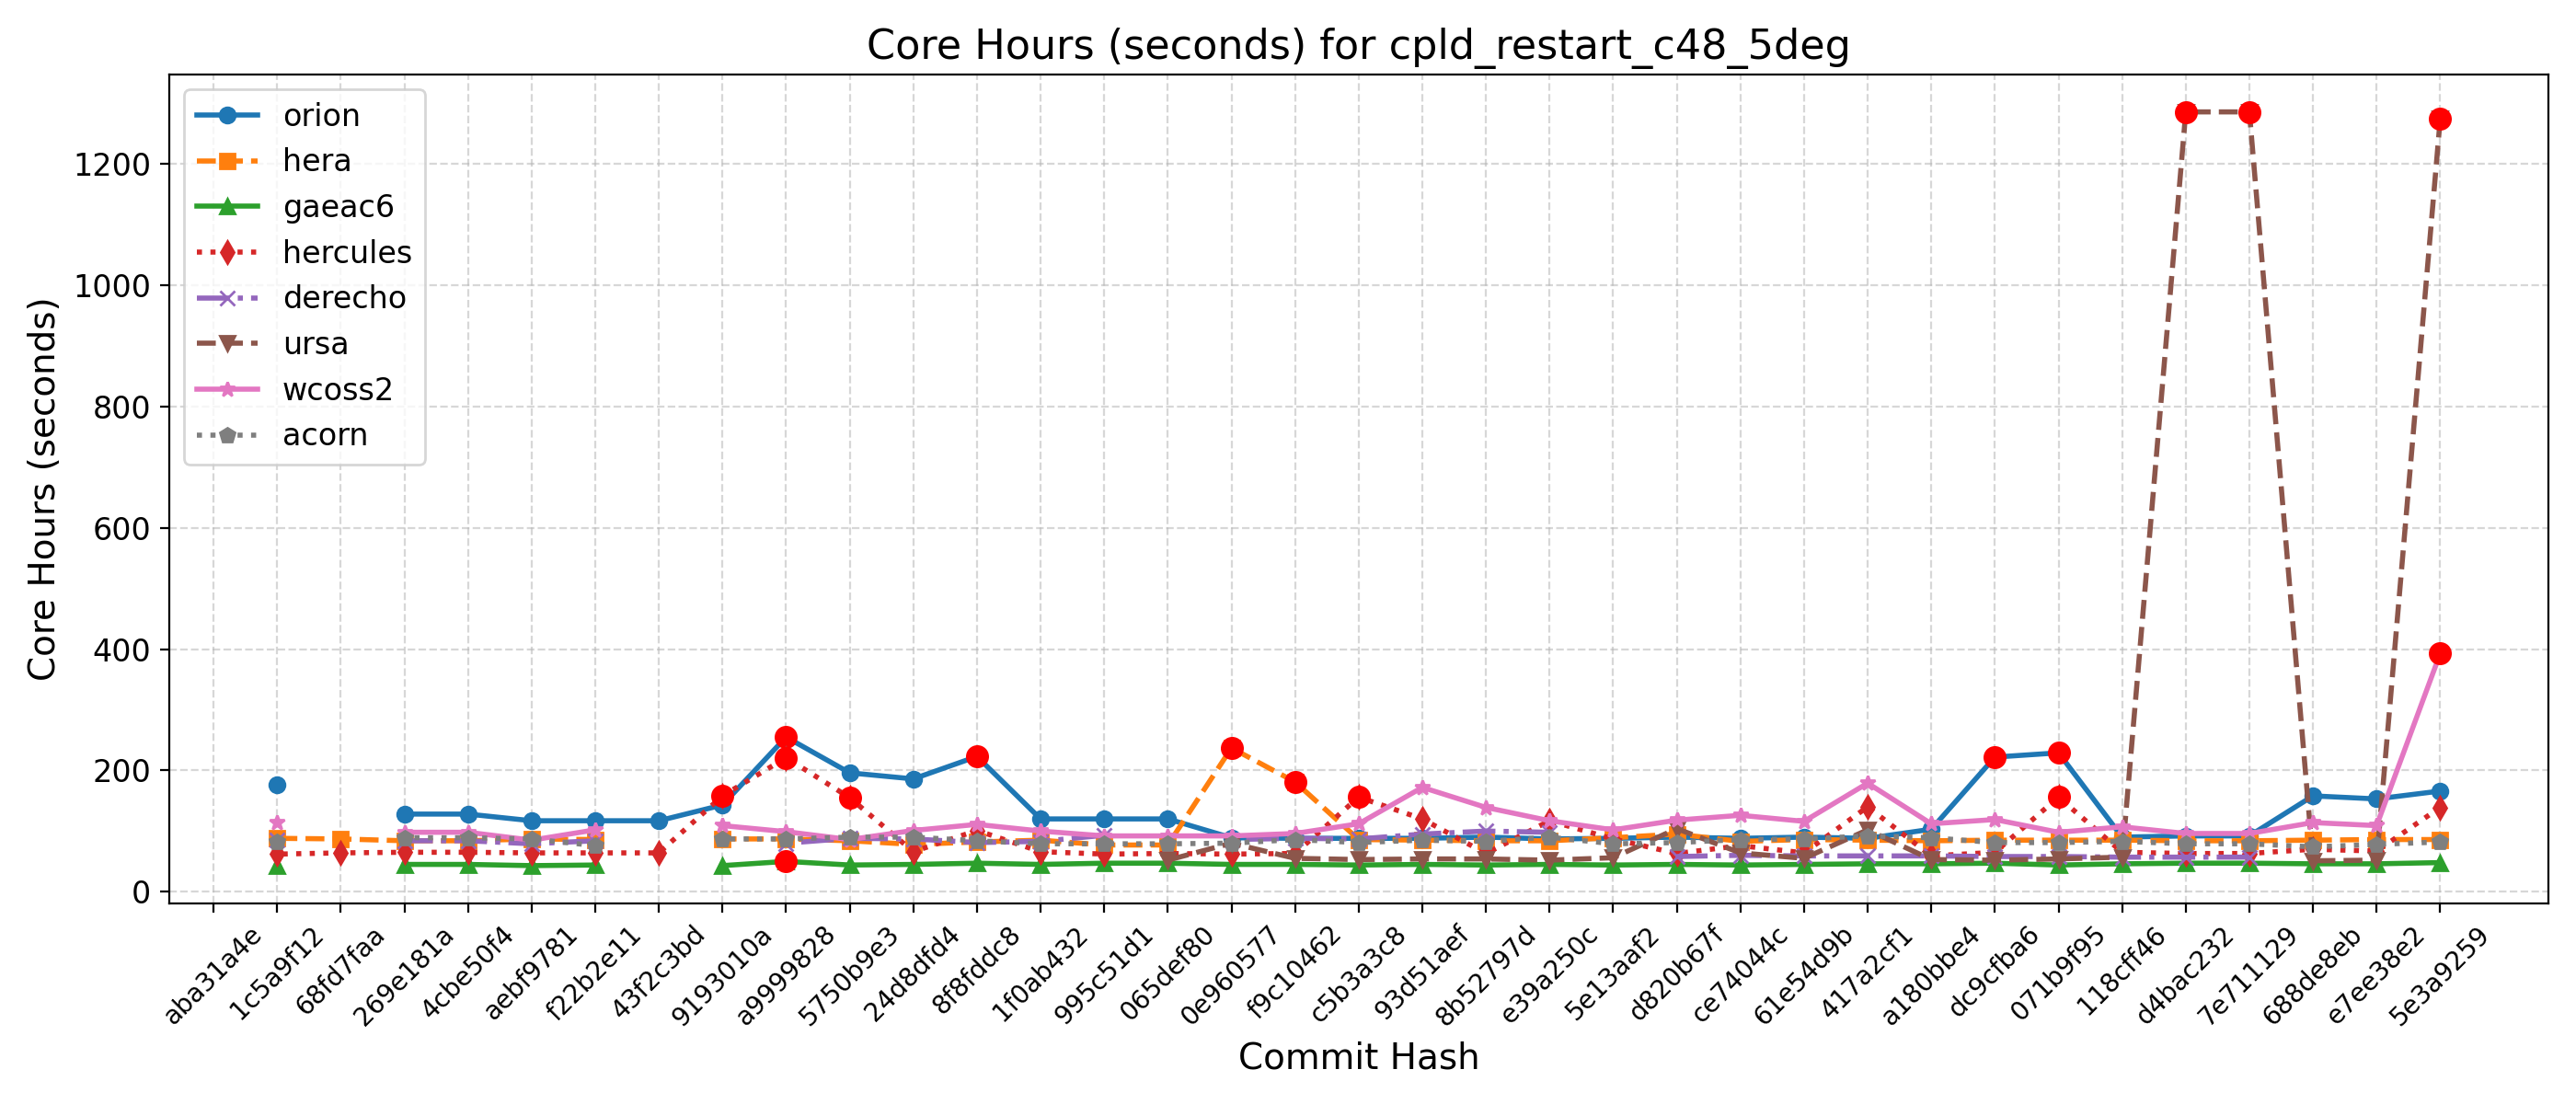 Core Hours (seconds) for cpld_restart_c48_5deg
Core Hours (seconds)
1200
1000
800
600
400
200
0
orion
hera
gaeac6
hercules
derecho
ursa
wcoss2
acorn
aba31a4e
1c5a9f12
68fd7faa
269e181a
4cbe50f4
aebf9781
f22b2e11
43f2c3bd
9193010a
a9999828
5750b9e3
24d8dfd4
8f8fddc8
1f0ab432
995c51d1
065def80
0e960577
f9c10462
c5b3a3c8
93d51aef
8b52797d
e39a250c
5e13aaf2
d820b67f
ce74044c
61e54d9b
417a2cf1
a180bbe4
dc9cfba6
071b9f95
118cff46
d4bac232
7e711129
688de8eb
e7ee38e2
5e3a9259
Commit Hash